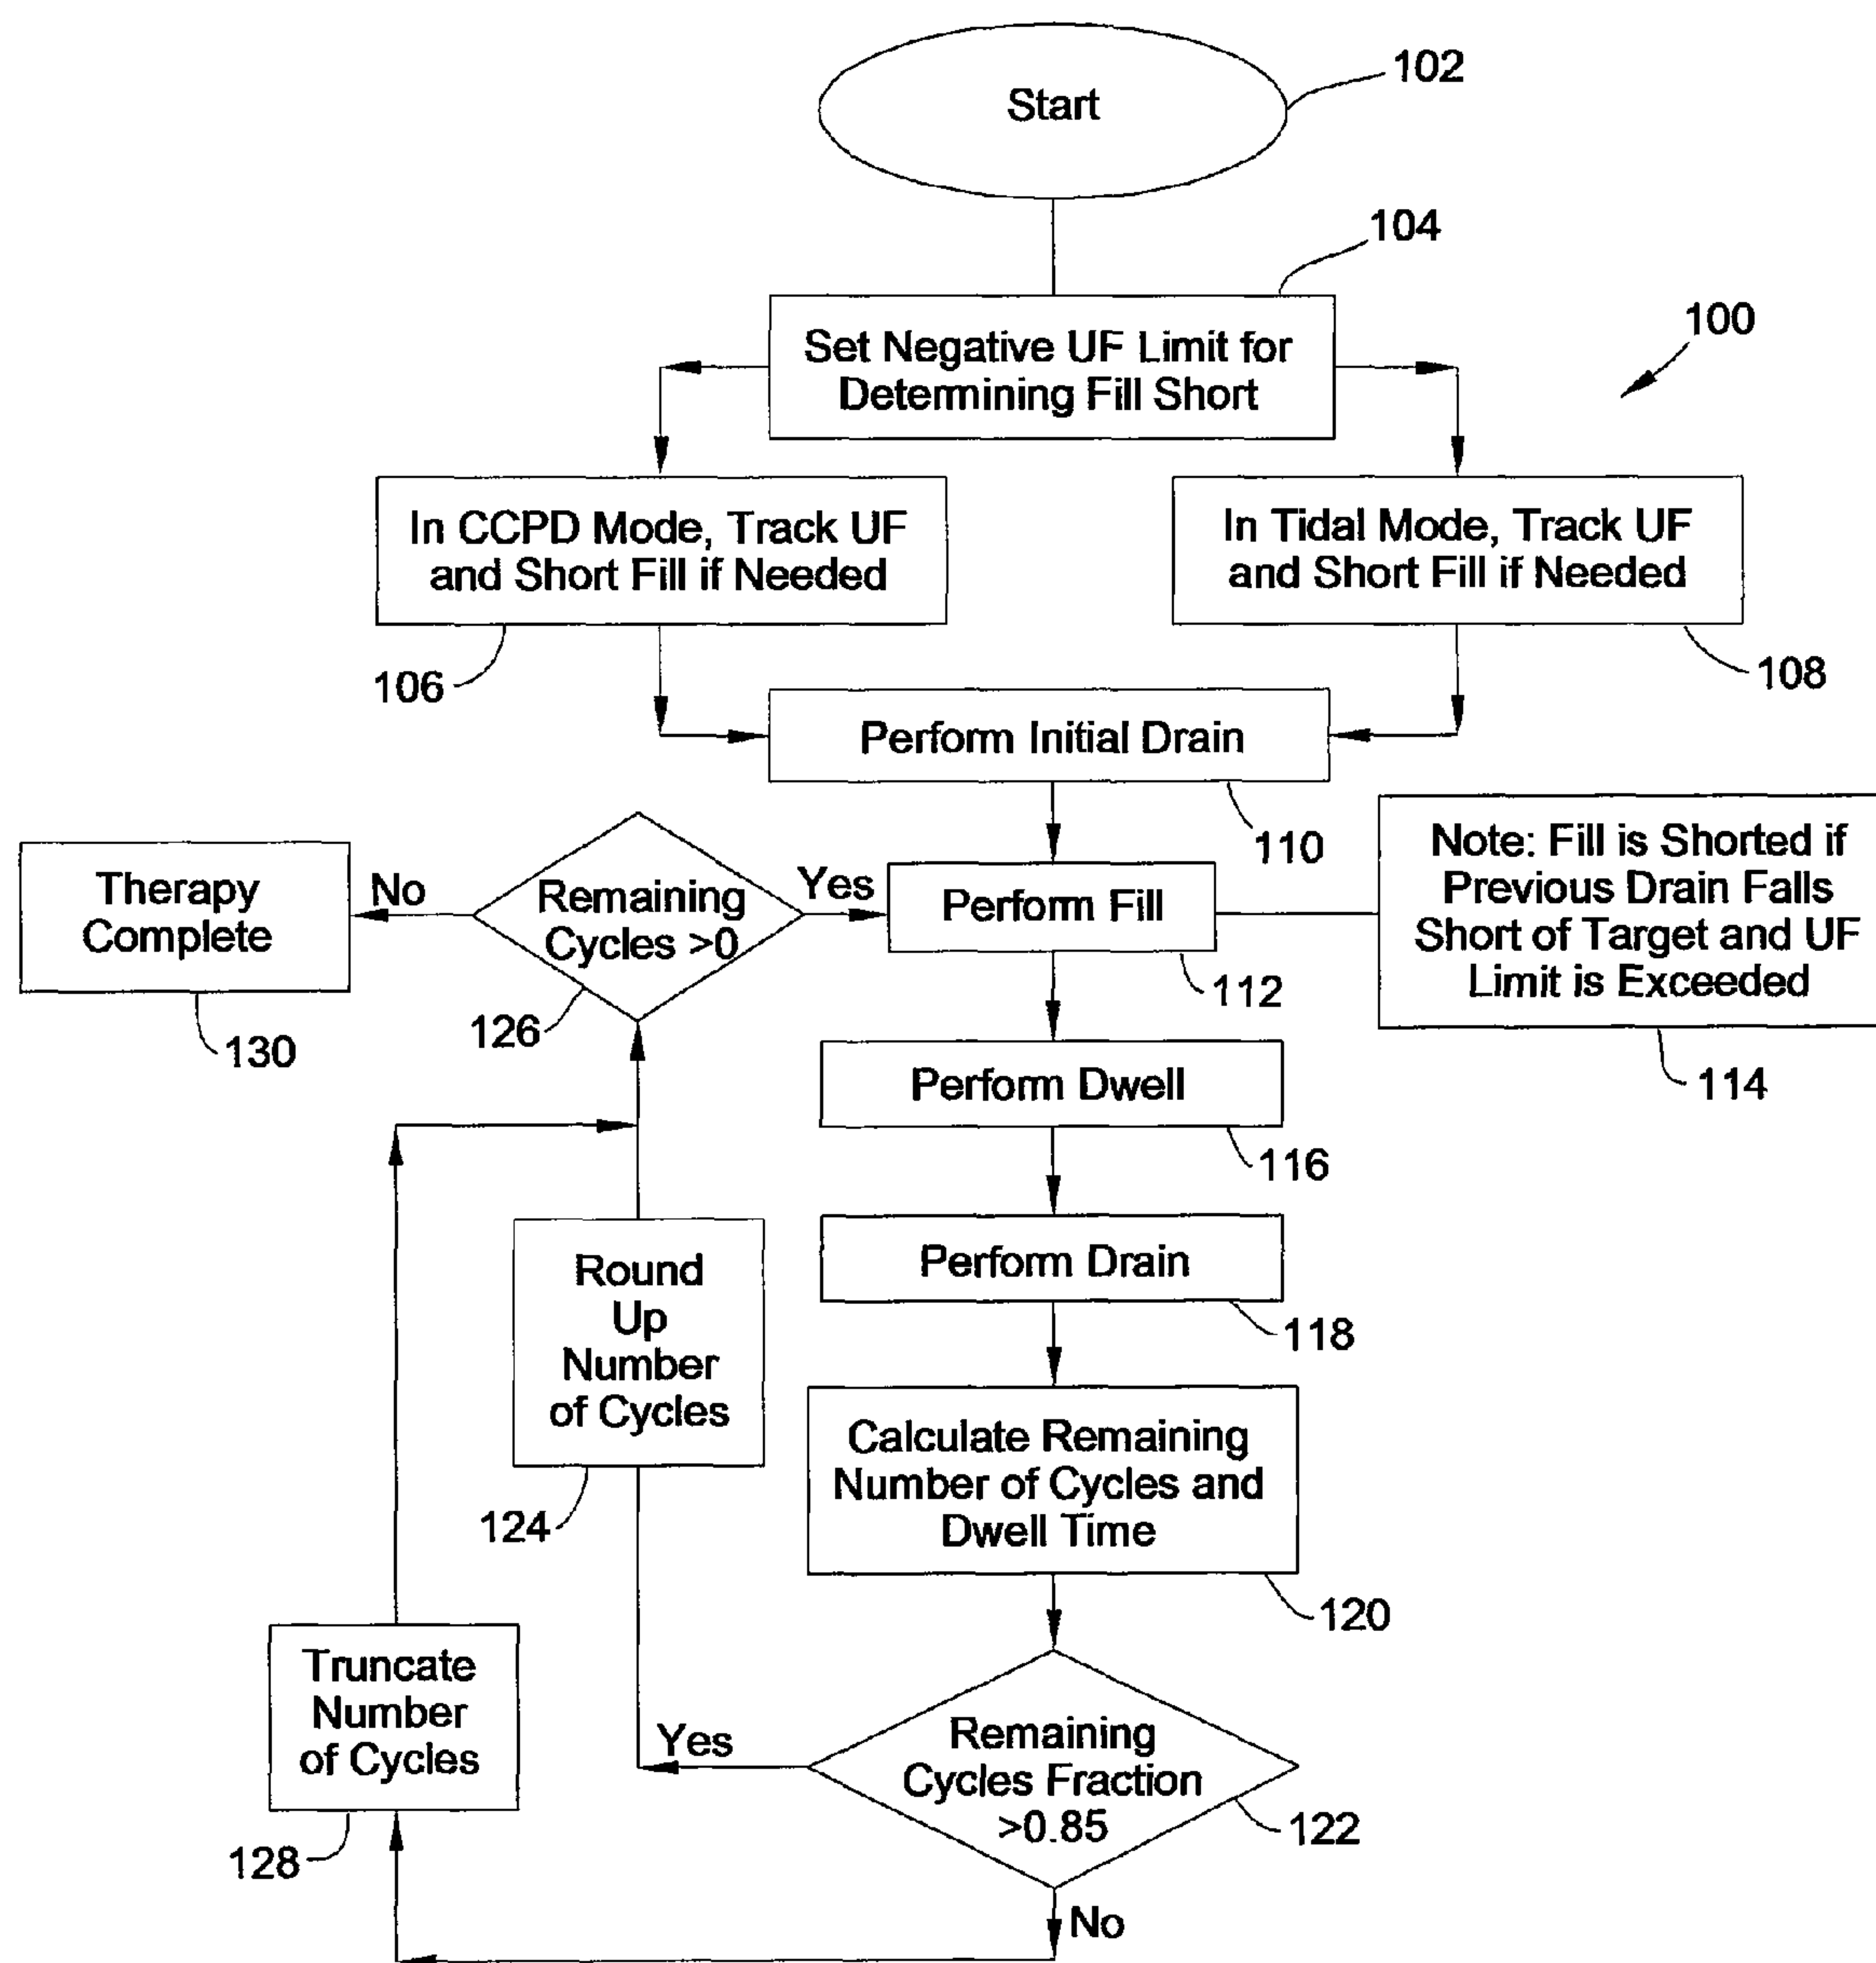 Start
102
104
Set Negative UF Limit for
Determining Fill Short
100
In CCPD Mode, Track UF
and Short Fill if Needed
106
In Tidal Mode, Track UF
and Short Fill if Needed
108
Perform Initial Drain
110
Therapy
Complete
130
No
Remaining
Cycles >0
126
Yes
Perform Fill
112
Note: Fill is Shorted if
Previous Drain Falls
Short of Target and UF
Limit is Exceeded
114
Perform Dwell
116
Perform Drain
118
Round
Up
Number
of Cycles
124
Calculate Remaining
Number of Cycles and
Dwell Time
120
Truncate
Number
of Cycles
128
Yes
Remaining
Cycles Fraction
>0.85
122
No